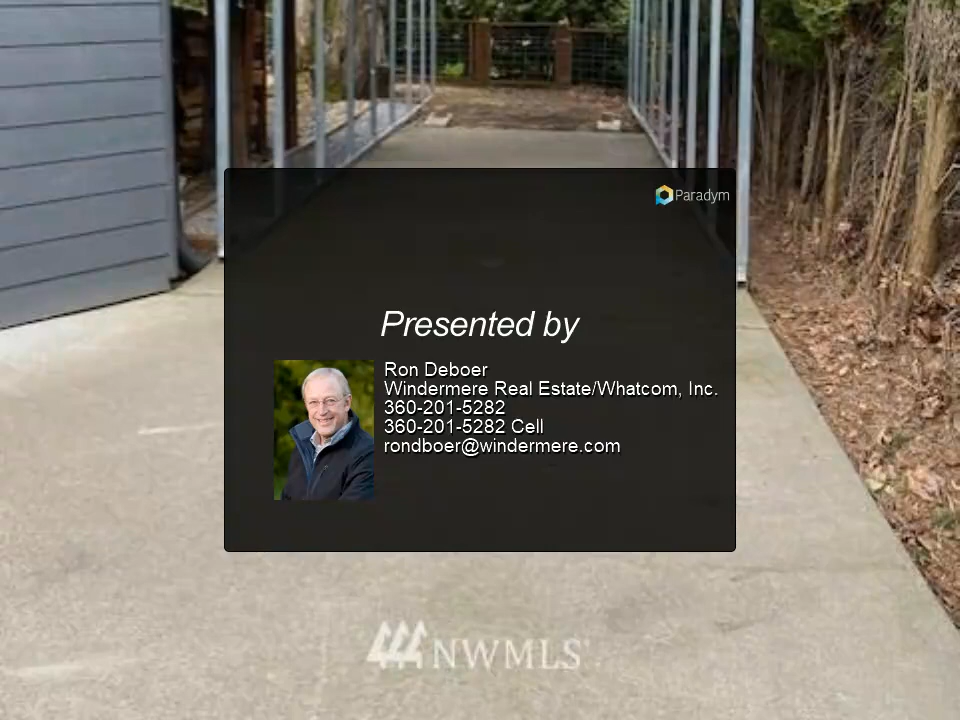 Paradym
Presented by
Ron Deboer
Windermere Real Estate/Whatcom, Inc.
360-201-5282
360-201-5282 Cell
rondboer@windermere.com
NWMLS